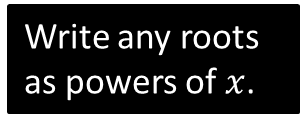 Write any roots
as powers of 𝑥.